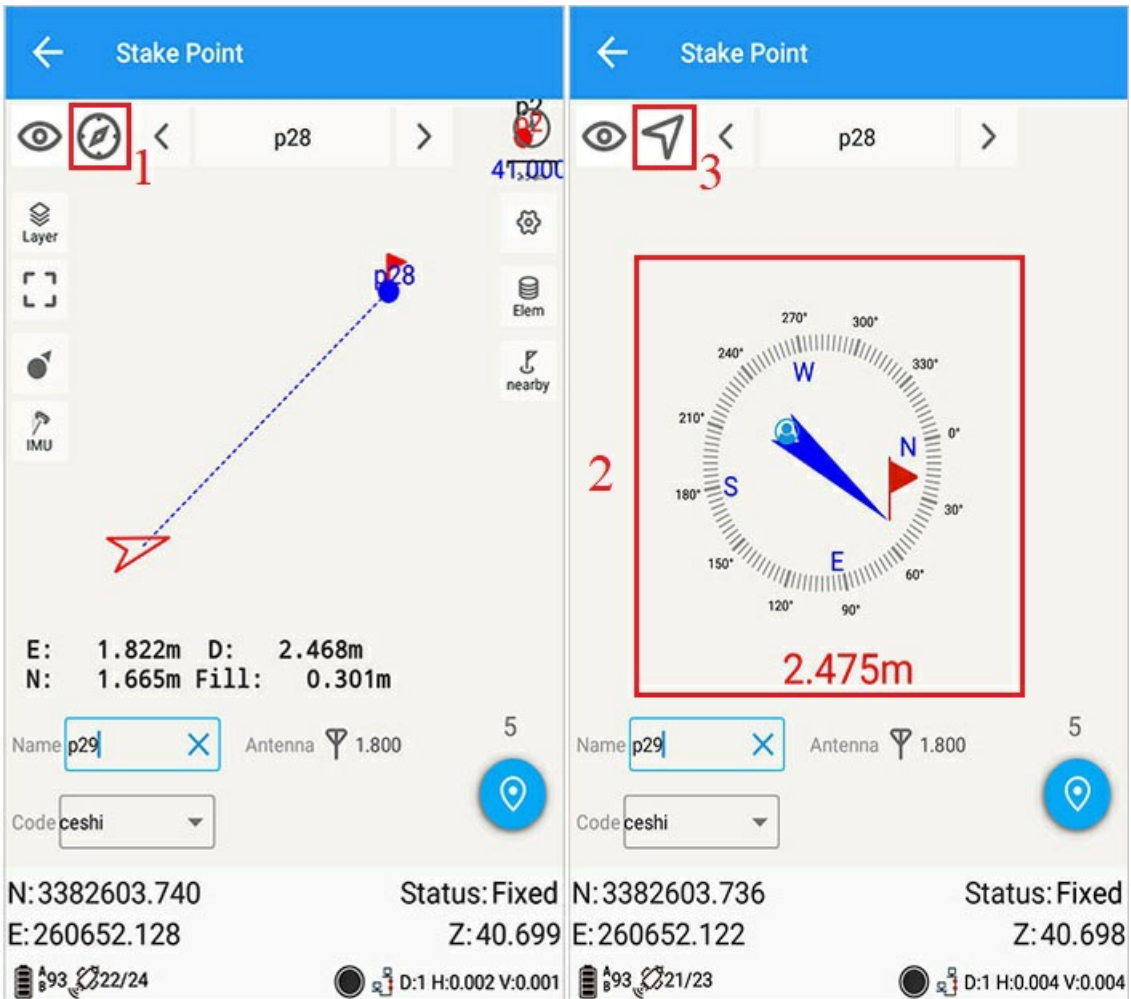 Stake Point
p28
1
p2
p2
41.000
Layer
p28
Elem
nearby
IMU
E: 1.822m D: 2.468m
N: 1.665m Fill: 0.301m
Name p29 Antenna 1.800
5
Code ceshi
N:3382603.740 Status:Fixed
E:260652.128 Z:40.699
A B 93 22/24 D:1 H:0.002 V:0.001
Stake Point
p28
3
2
270° 300°
240° 330°
W
210° 0°
N
180° S 30°
150° E 60°
120° 90°
2.475m
Name p29 Antenna 1.800
5
Code ceshi
N:3382603.736 Status:Fixed
E:260652.122 Z:40.698
A B 93 21/23 D:1 H:0.004 V:0.004